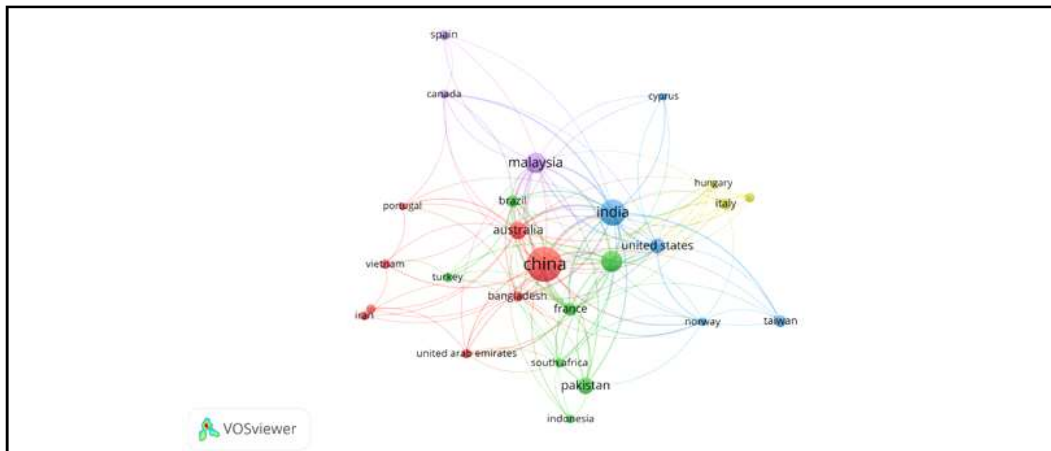 spain
canada
cyprus
malaysia
hungary
brazil
italy
portugal
india
australia
united states
china
vietnam
turkey
bangladesh
france
iran
norway
taiwan
united arab emirates
south africa
pakistan
indonesia
VOSviewer